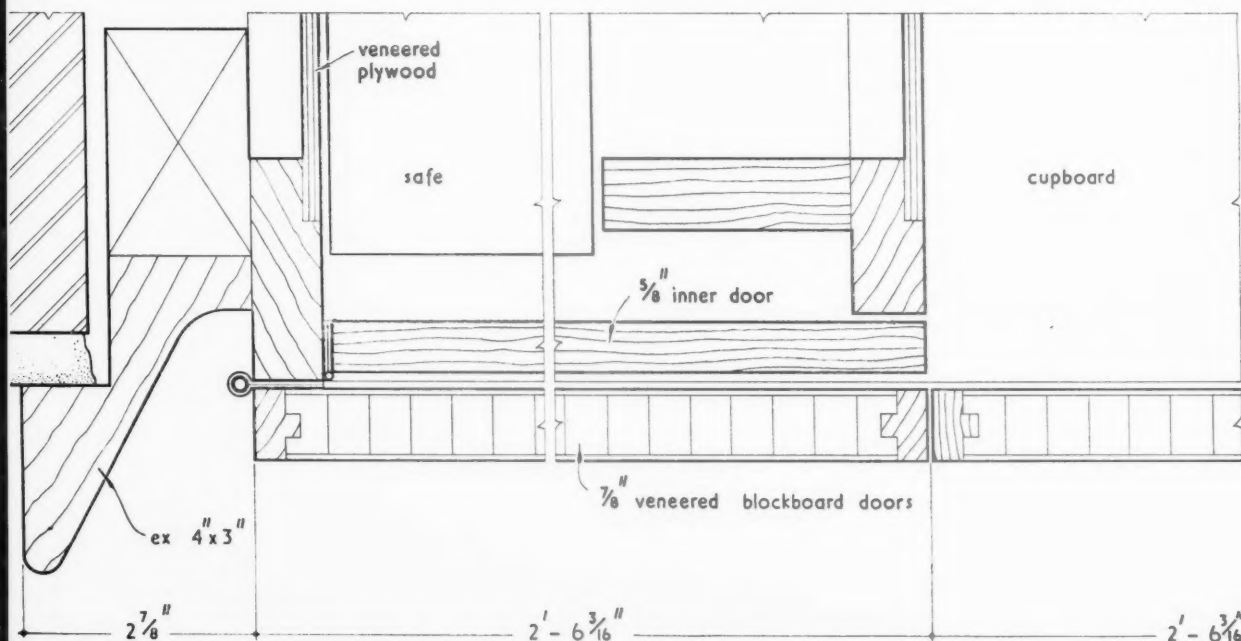 veneered
plywood
safe
cupboard
5/8" inner door
7/8" veneered blockboard doors
ex 4" x 3"
2 7/8"
2' - 6 3/16"
2' - 6 3/16